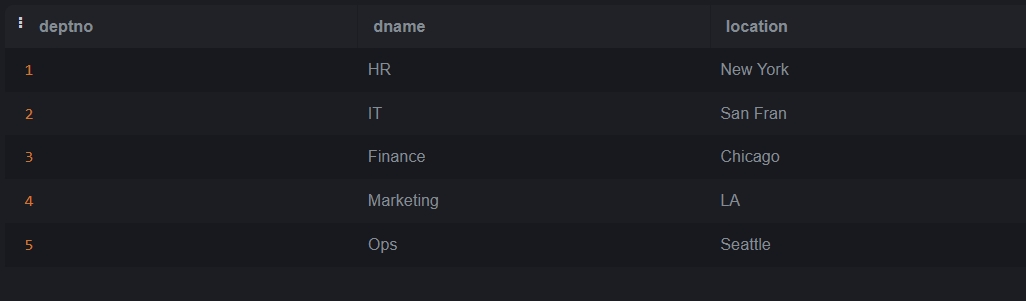 deptno dname location
1 HR New York
2 IT San Fran
3 Finance Chicago
4 Marketing LA
5 Ops Seattle